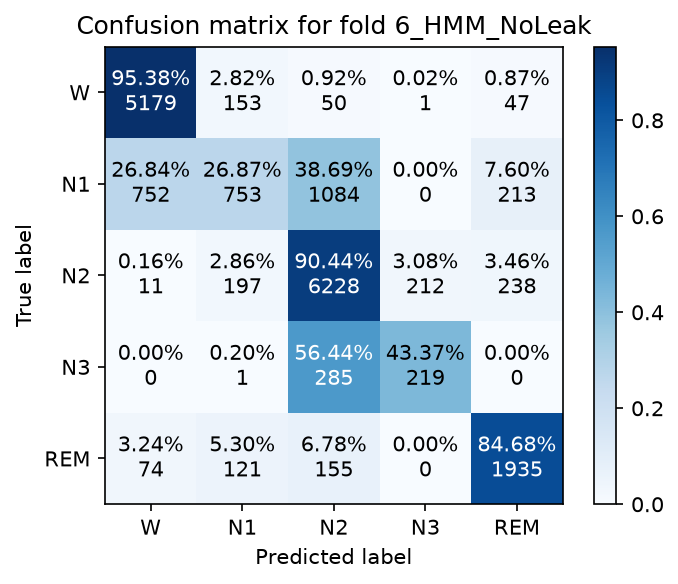 Confusion matrix for fold 6_HMM_NoLeak
W
95.38% 2.82% 0.92% 0.02% 0.87%
5179 153 50 1 47
N1
26.84% 26.87% 38.69% 0.00% 7.60%
752 753 1084 0 213
N2
0.16% 2.86% 90.44% 3.08% 3.46%
11 197 6228 212 238
N3
0.00% 0.20% 56.44% 43.37% 0.00%
0 1 285 219 0
REM
3.24% 5.30% 6.78% 0.00% 84.68%
74 121 155 0 1935
W N1 N2 N3 REM
Predicted label
True label
0.8
0.6
0.4
0.2
0.0